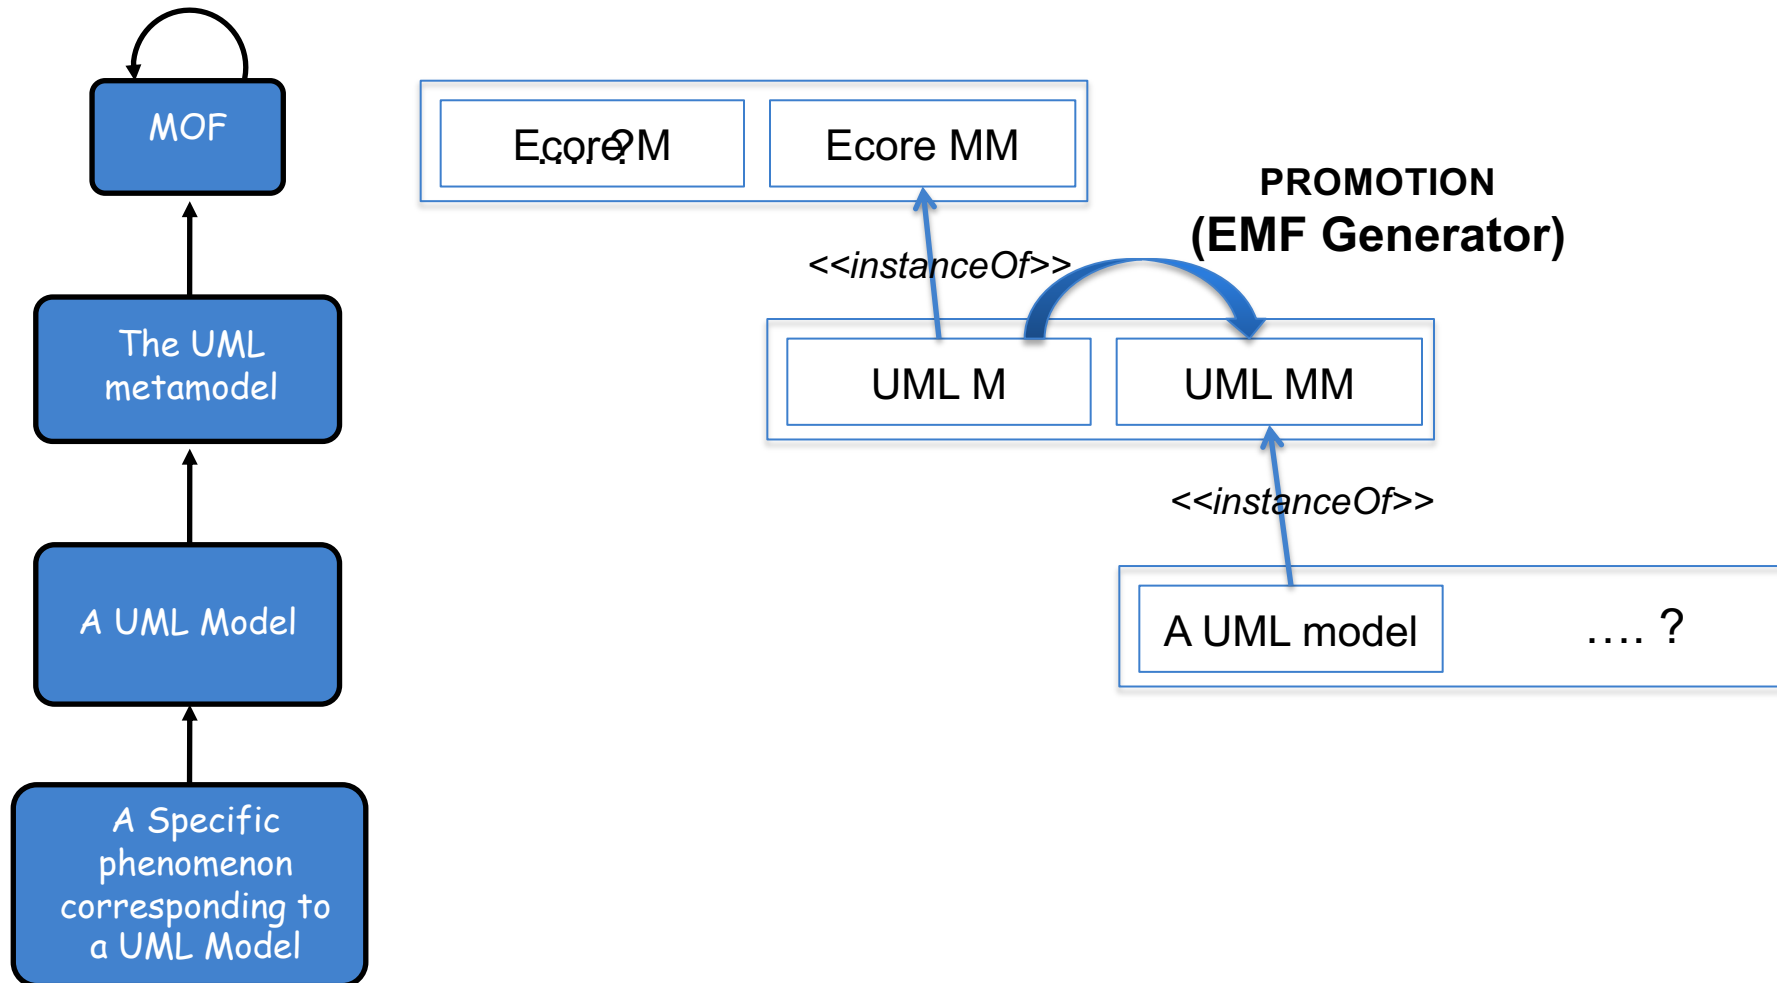 MOF
The UML
metamodel
A UML Model
A Specific
phenomenon
corresponding to
a UML Model
Ecore M
.... ?
Ecore MM
PROMOTION
(EMF Generator)
<<instanceOf>>
UML M
UML MM
<<instanceOf>>
A UML model
.... ?